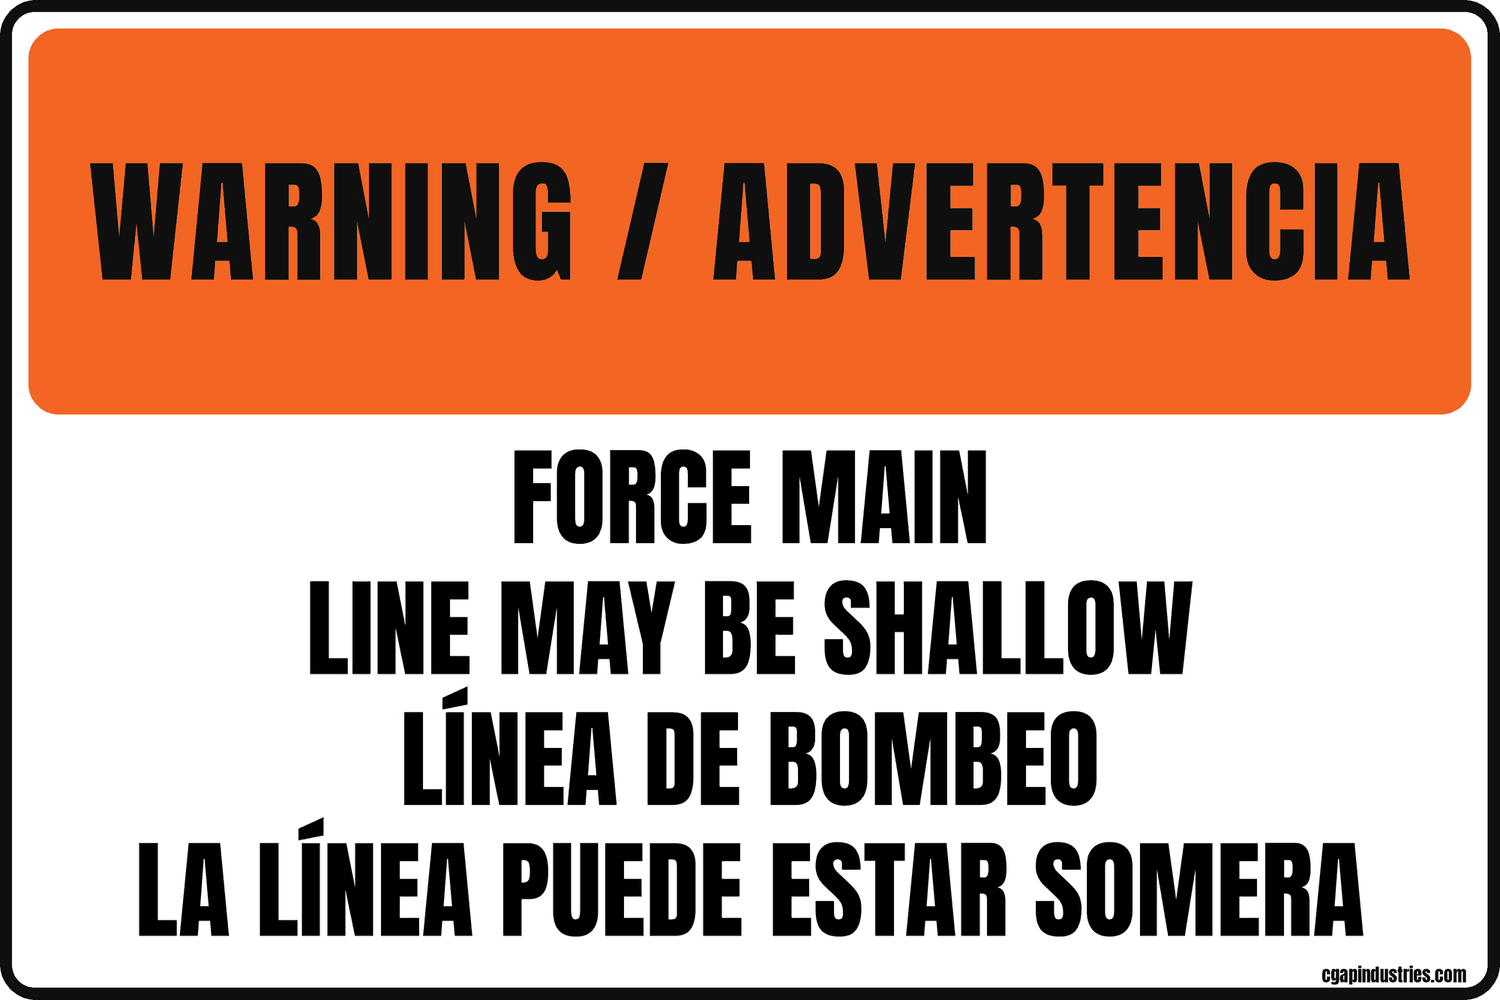 WARNING / ADVERTENCIA
FORCE MAIN
LINE MAY BE SHALLOW
LÍNEA DE BOMBEO
LA LÍNEA PUEDE ESTAR SOMERA
cgapindustries.com